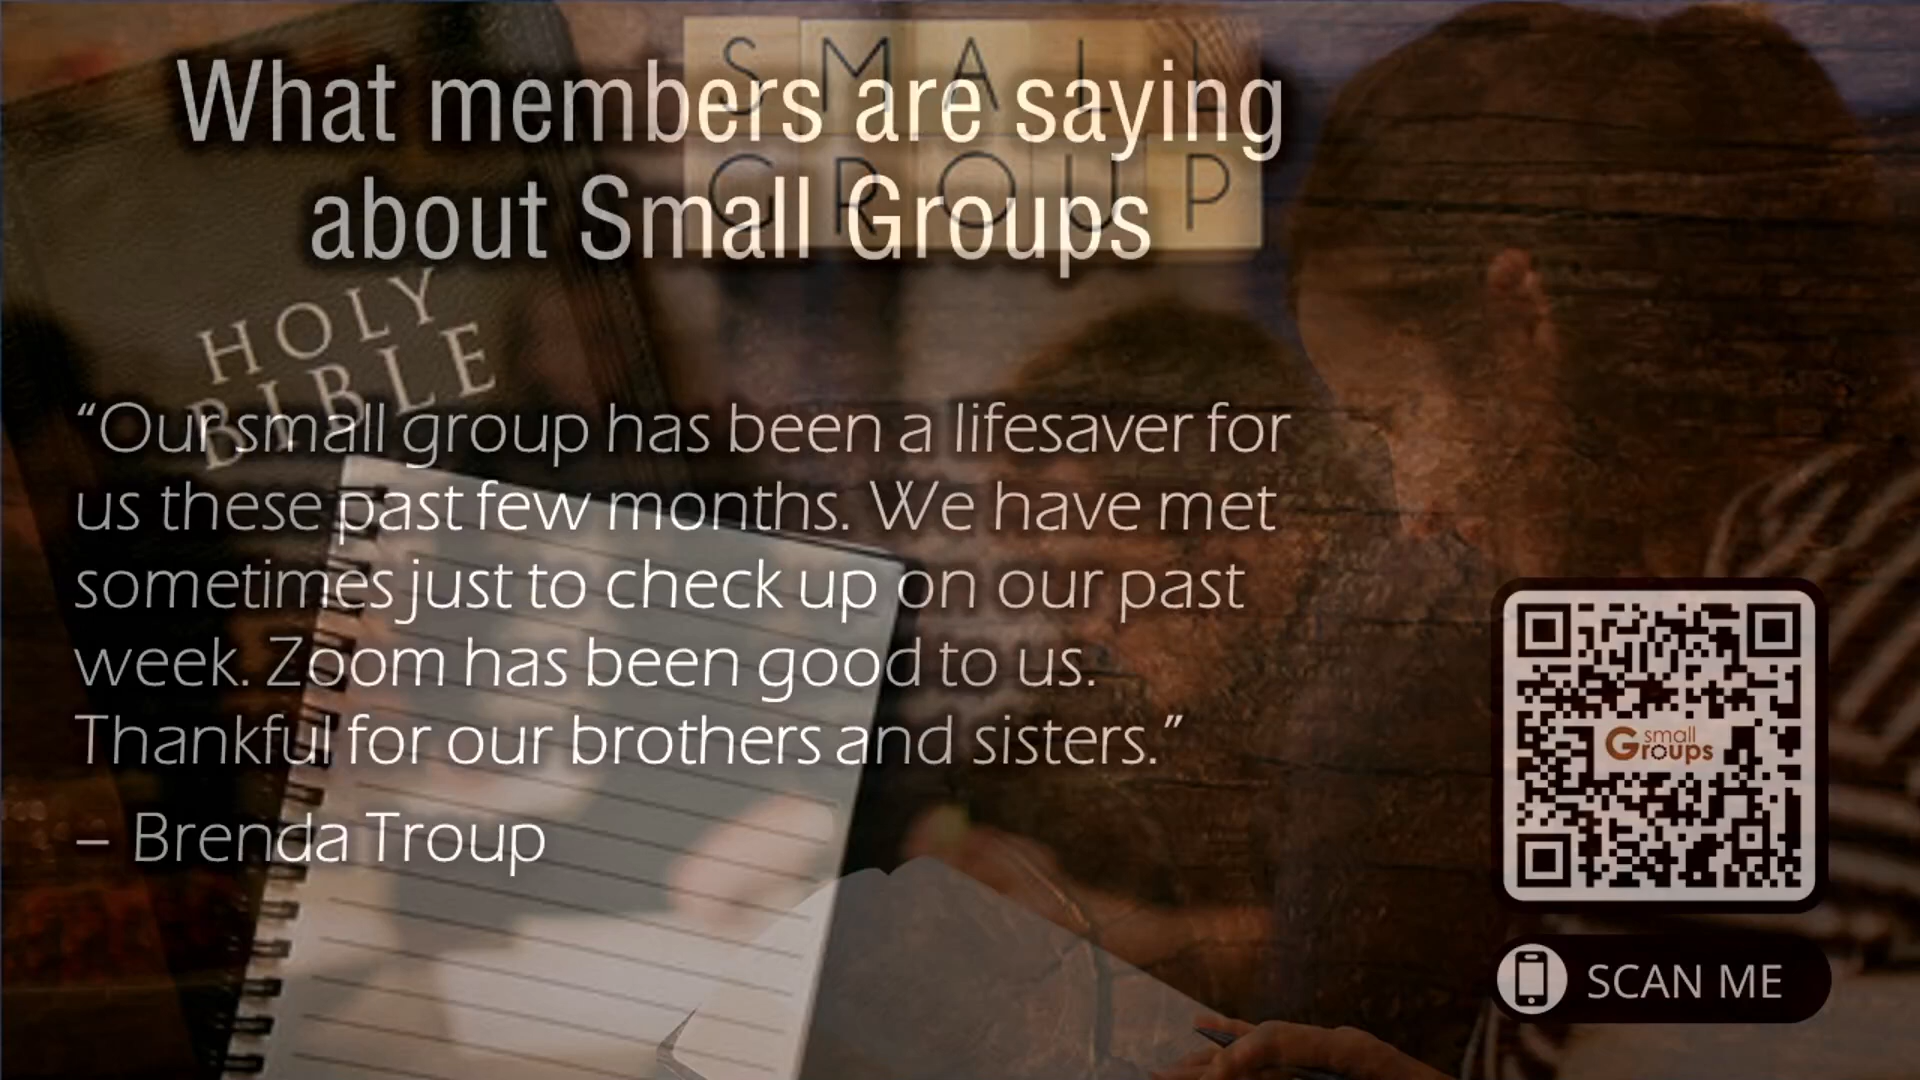 SMALL
GROUP
What members are saying
about Small Groups
HOLY
BIBLE
“Our small group has been a lifesaver for
us these past few months. We have met
sometimes just to check up on our past
week. Zoom has been good to us.
Thankful for our brothers and sisters.”
– Brenda Troup
small
Groups
SCAN ME